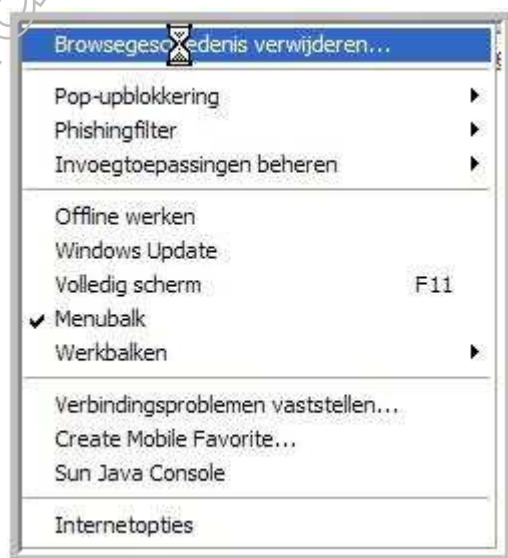 Browsegeschiedenis verwijderen...
Pop-upblokkering
Phishingfilter
Invoegtoepassingen beheren
Offline werken
Windows Update
Volledig scherm F11
Menubalk
Werkbalken
Verbindingsproblemen vaststellen...
Create Mobile Favorite...
Sun Java Console
Internetopties